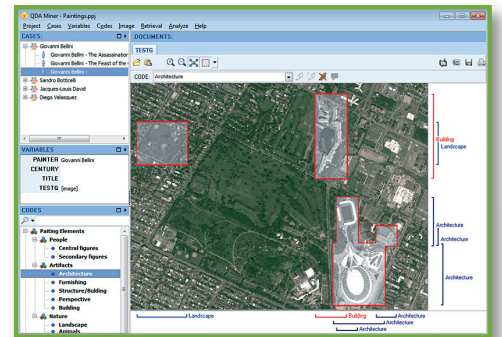 QDA Miner - Paintings.ppj
Project Cases Variables Codes Image Retrieval Analyze Help
CASES:
Giovanni Bellini
Giovanni Bellini - The Assassination
Giovanni Bellini - The Feast of the
Giovanni Bellini -
Sandro Botticelli
Jacques-Louis David
Diego Velasquez
VARIABLES
PAINTER Giovanni Bellini
CENTURY
TITLE
TESTG [image]
CODES
Paiting Elements
People
Central figures
Secondary figures
Artifacts
Architecture
Furnishing
Structure/Building
Perspective
Building
Nature
Landscape
Animals
DOCUMENTS:
TESTG
CODE: Architecture
Building
Landscape
Architecture
Architecture
Architecture
Landscape
Building
Architecture
Architecture
Architecture